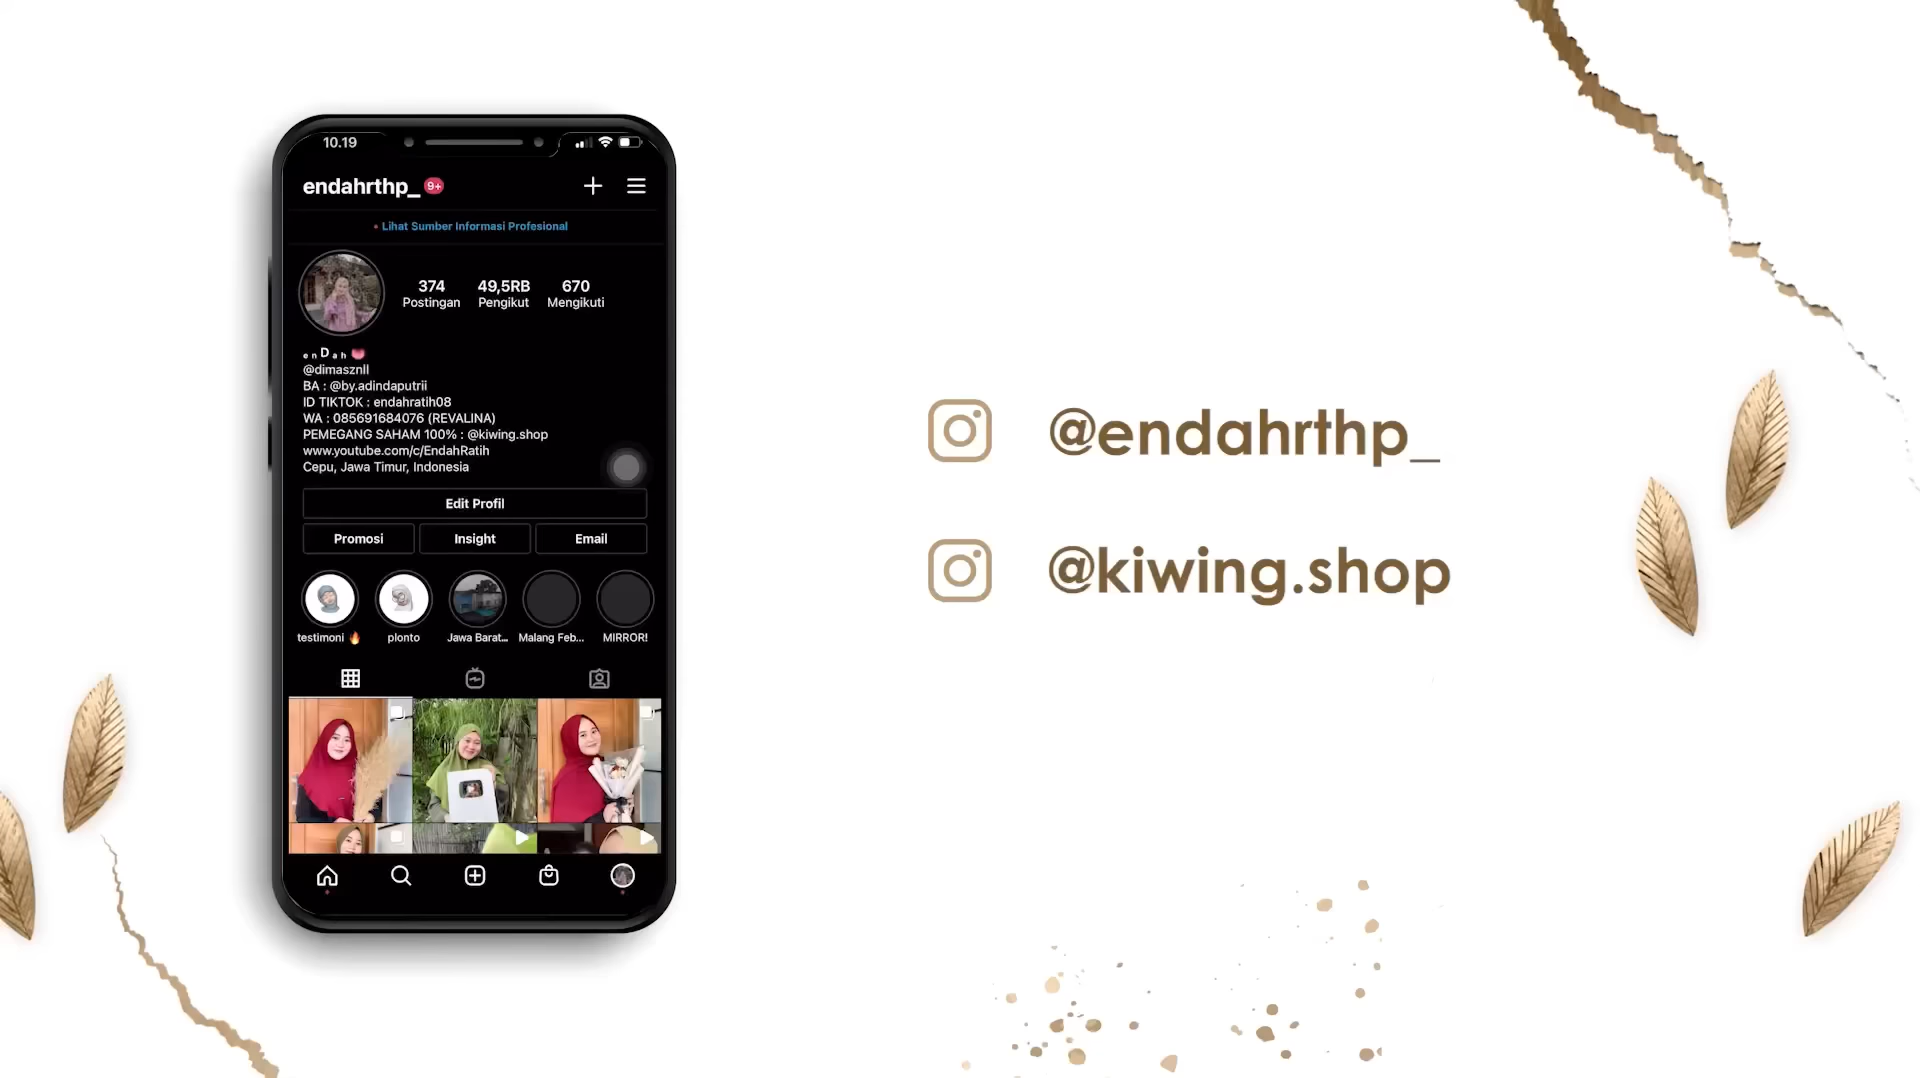 10.19
endahrthp_ 9+
• Lihat Sumber Informasi Profesional
374 49,5RB 670
Postingan Pengikut Mengikuti
ₑₙDₐₕ
@dimasznll
BA : @by.adindaputrii
ID TIKTOK : endahratih08
WA : 085691684076 (REVALINA)
PEMEGANG SAHAM 100% : @kiwing.shop
www.youtube.com/c/EndahRatih
Cepu, Jawa Timur, Indonesia
Edit Profil
Promosi Insight Email
testimoni 🔥 plonto Jawa Barat... Malang Feb... MIRROR!
@endahrthp_
@kiwing.shop